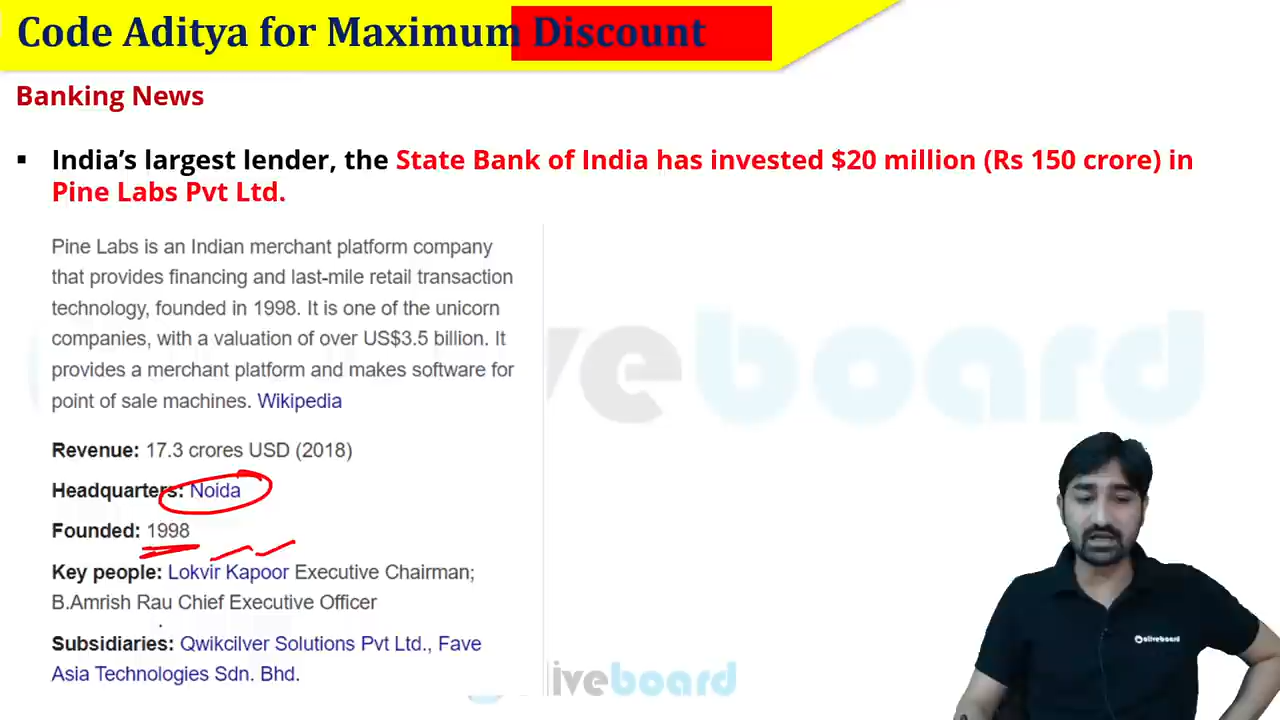 Code Aditya for Maximum Discount
Banking News
▪ India’s largest lender, the State Bank of India has invested $20 million (Rs 150 crore) in
Pine Labs Pvt Ltd.
Pine Labs is an Indian merchant platform company
that provides financing and last-mile retail transaction
technology, founded in 1998. It is one of the unicorn
companies, with a valuation of over US$3.5 billion. It
provides a merchant platform and makes software for
point of sale machines. Wikipedia
Revenue: 17.3 crores USD (2018)
Headquarters: Noida
Founded: 1998
Key people: Lokvir Kapoor Executive Chairman;
B.Amrish Rau Chief Executive Officer
Subsidiaries: Qwikcilver Solutions Pvt Ltd., Fave
Asia Technologies Sdn. Bhd.
ve board
oliveboard
iveboard